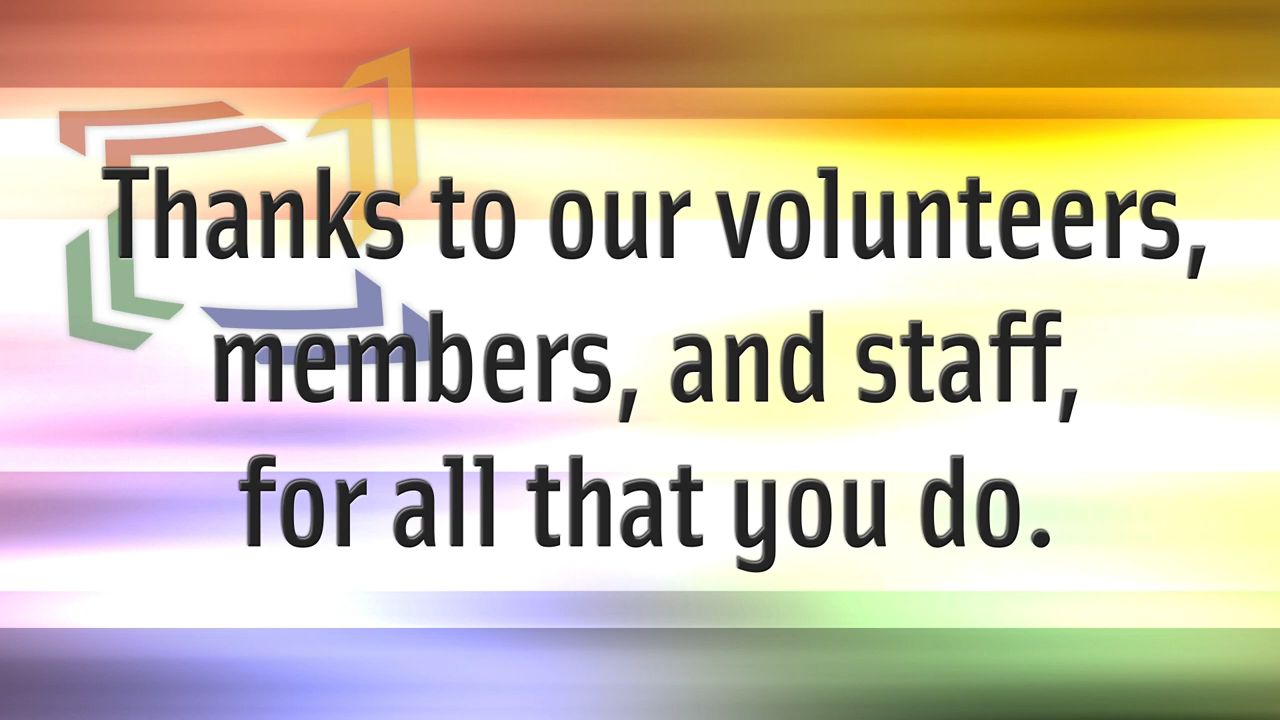 Thanks to our volunteers,
members, and staff,
for all that you do.